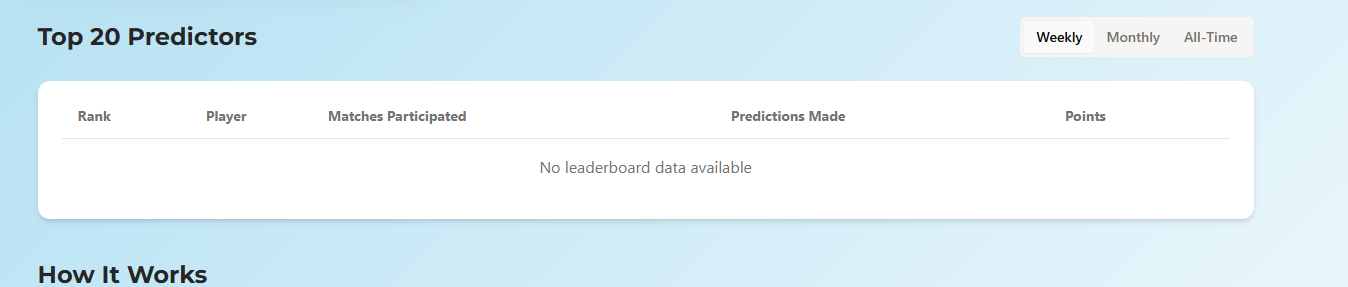 Top 20 Predictors
Weekly Monthly All-Time
Rank Player Matches Participated Predictions Made Points
No leaderboard data available
How It Works